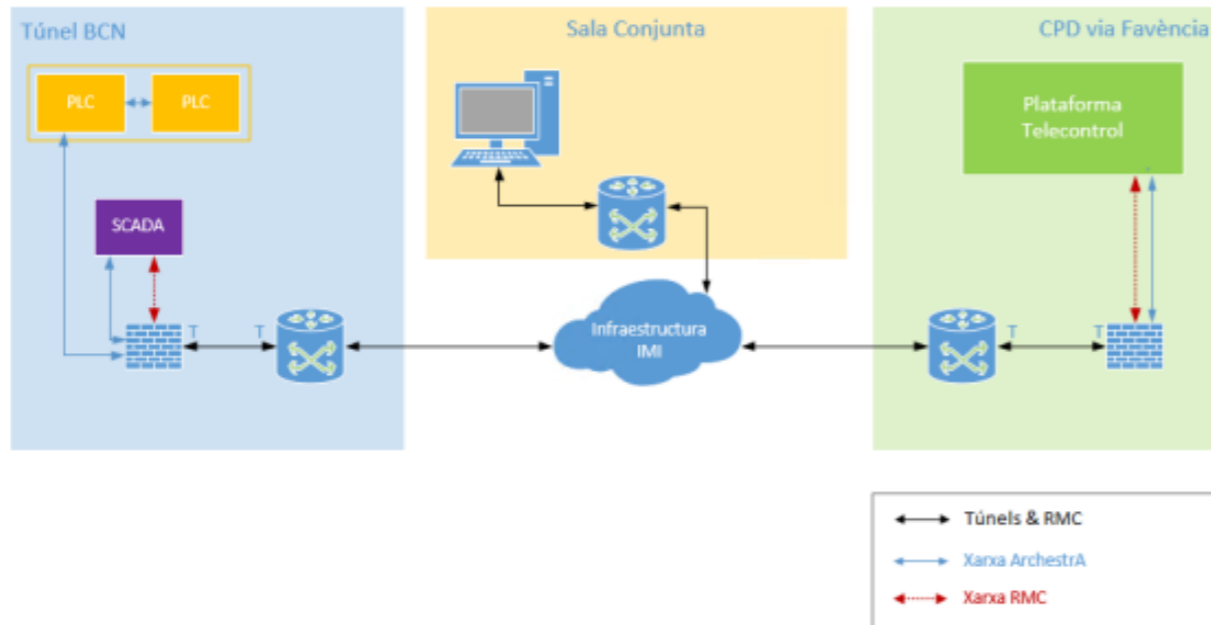 Túnel BCN
Sala Conjunta
CPD via Favència
PLC
PLC
Plataforma
Telecontrol
SCADA
T
T
Infraestructura
IMI
T
T
Túnels & RMC
Xarxa ArchestrA
Xarxa RMC